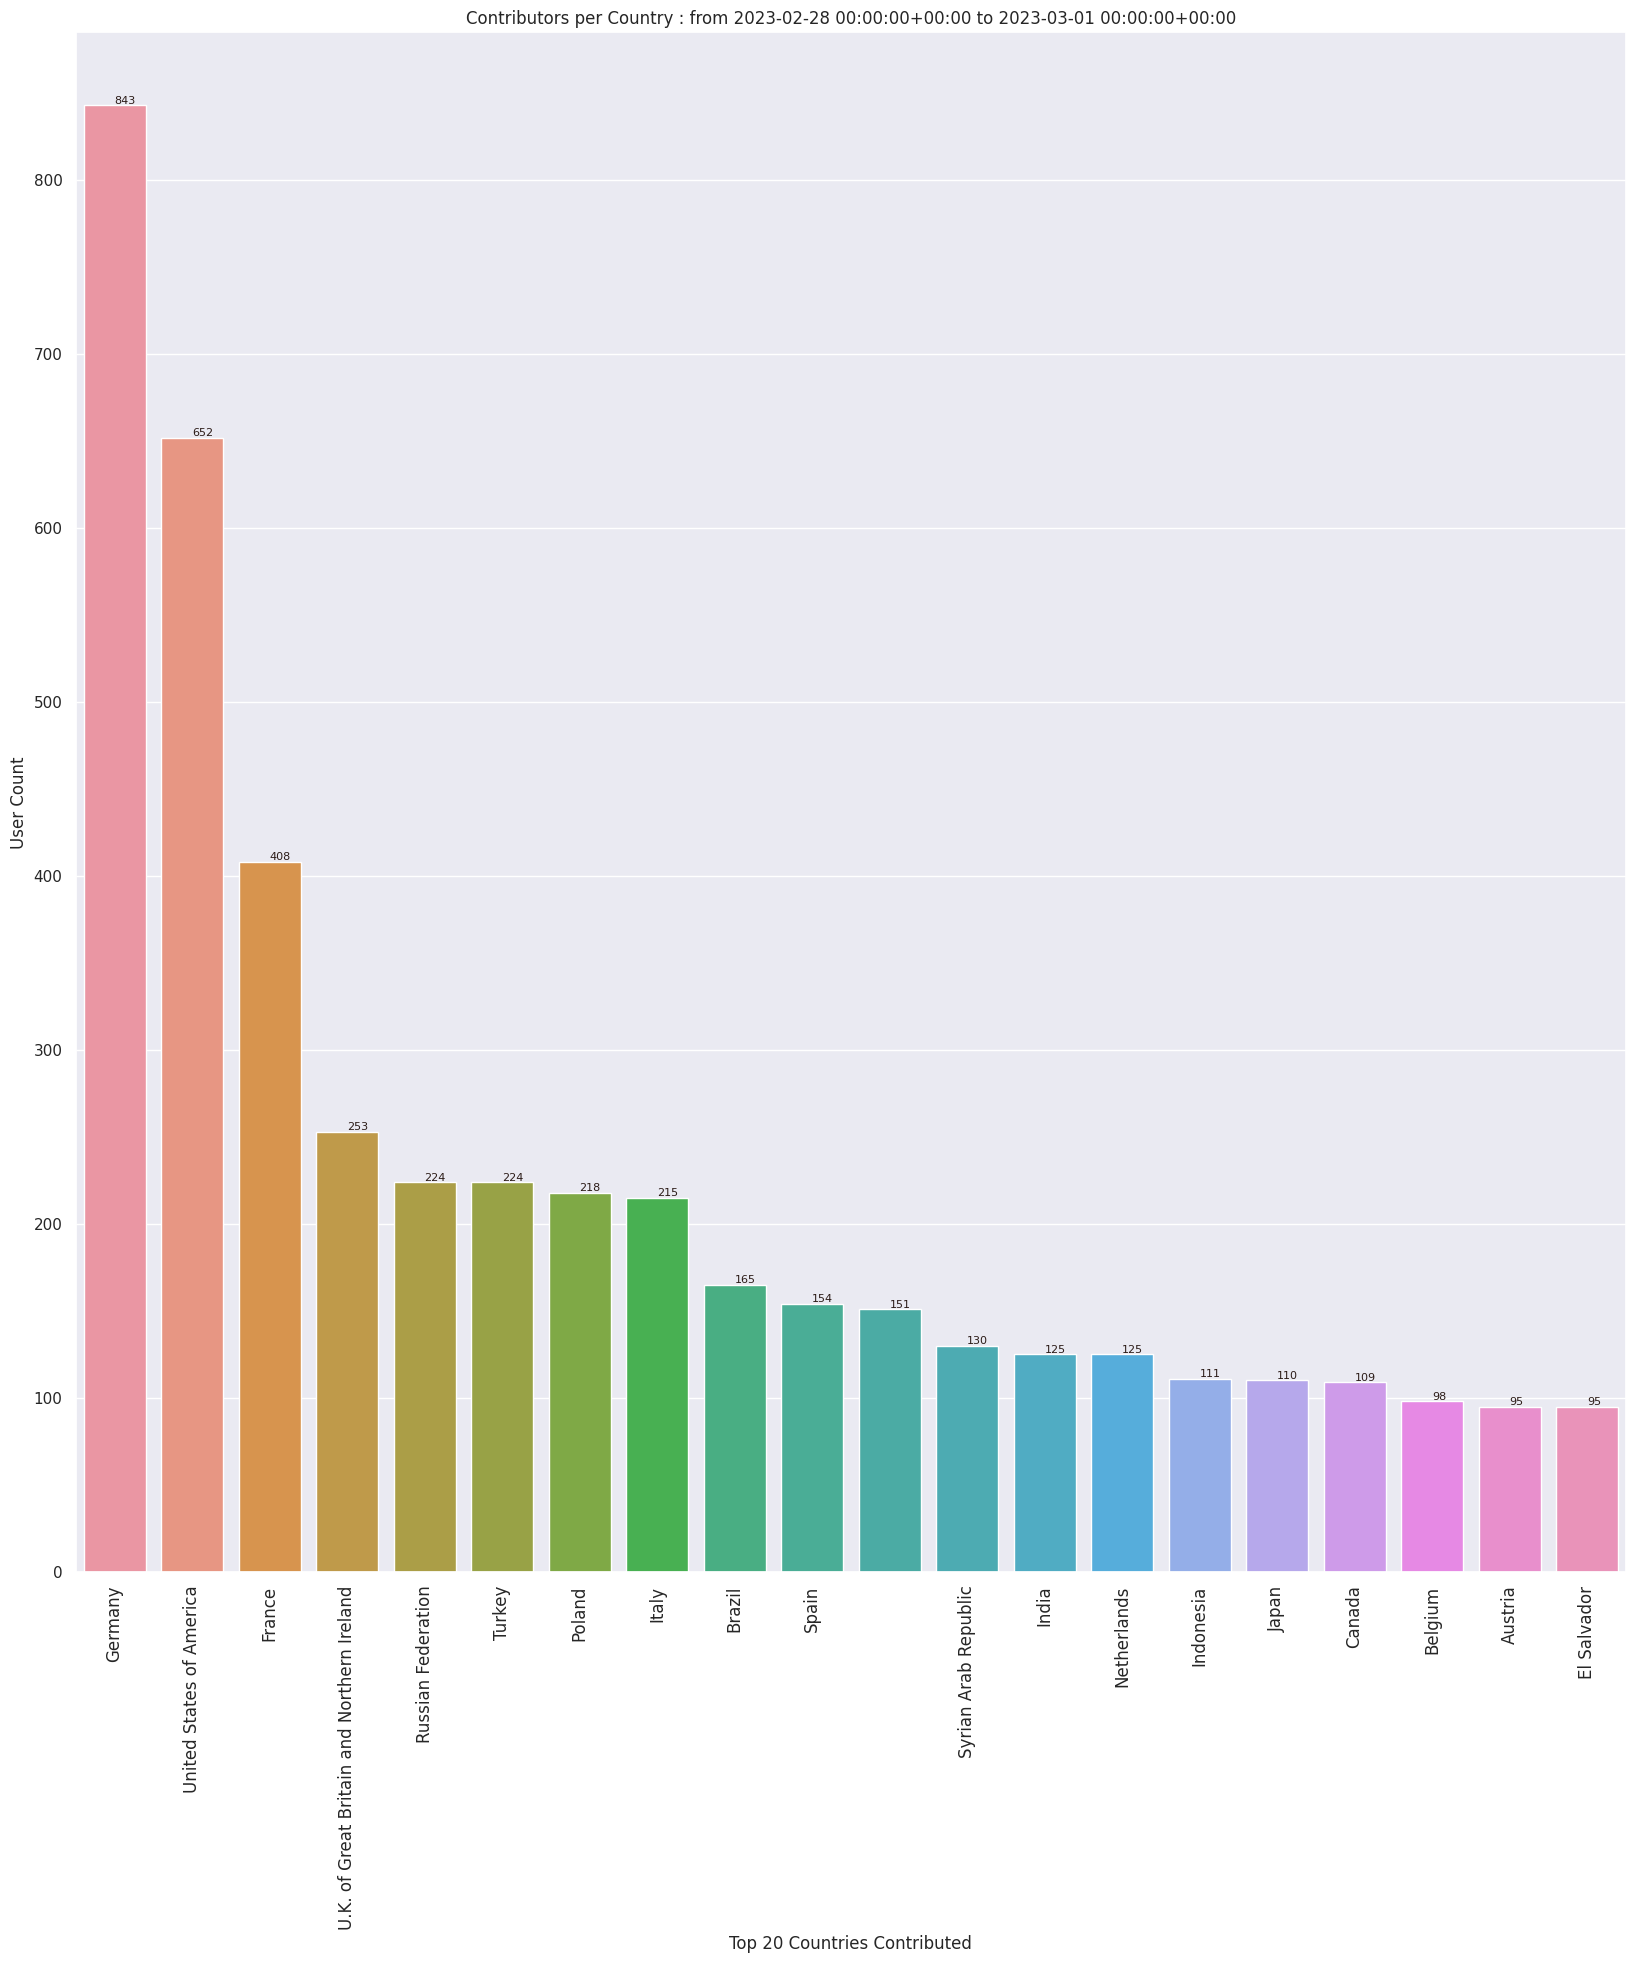 Contributors per Country : from 2023-02-28 00:00:00+00:00 to 2023-03-01 00:00:00+00:00
User Count
800
700
600
500
400
300
200
100
0
843
652
408
253
224
224
218
215
165
154
151
130
125
125
111
110
109
98
95
95
Germany
United States of America
France
U.K. of Great Britain and Northern Ireland
Russian Federation
Turkey
Poland
Italy
Brazil
Spain
Syrian Arab Republic
India
Netherlands
Indonesia
Japan
Canada
Belgium
Austria
El Salvador
Top 20 Countries Contributed